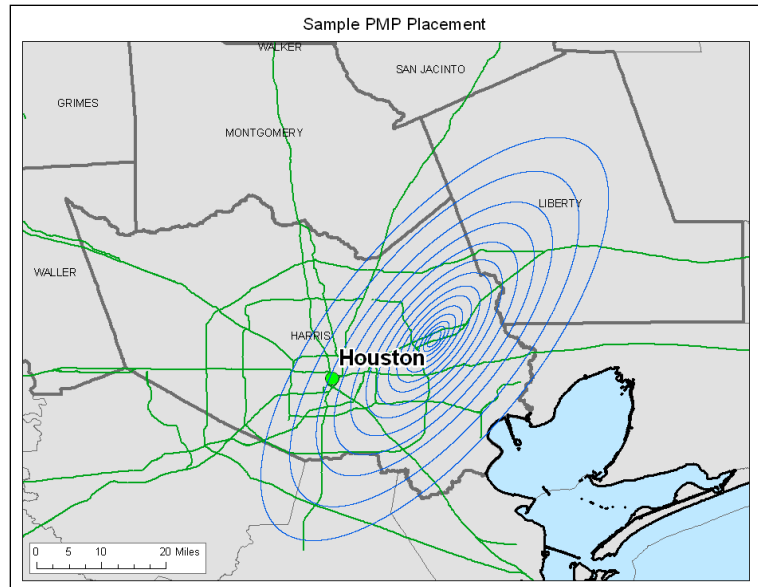 Sample PMP Placement
WALKER
SAN JACINTO
GRIMES
MONTGOMERY
LIBERTY
WALLER
HARRIS
Houston
0 5 10 20 Miles